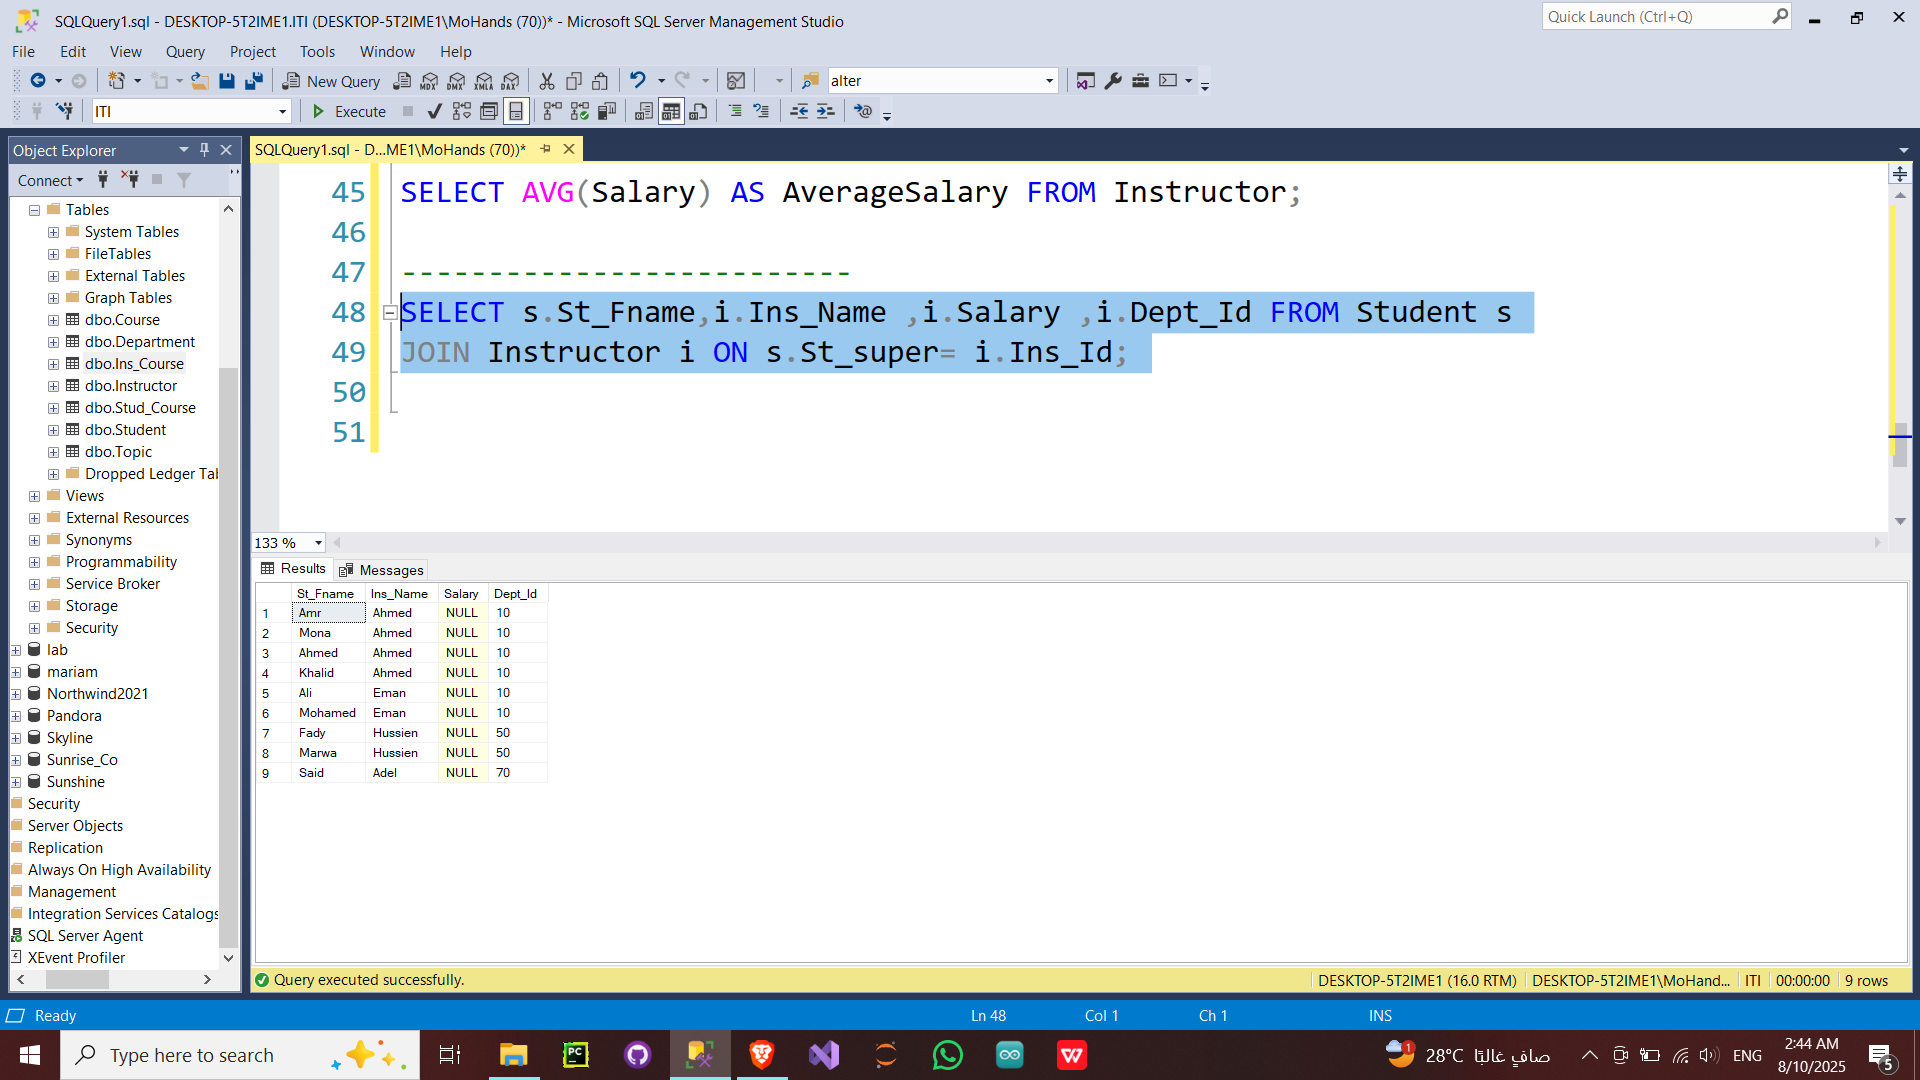 SQLQuery1.sql - DESKTOP-5T2IME1.ITI (DESKTOP-5T2IME1\MoHands (70))* - Microsoft SQL Server Management Studio
Quick Launch (Ctrl+Q)
File Edit View Query Project Tools Window Help
New Query
MDX DMX XMLA DAX
alter
ITI
Execute
Object Explorer
SQLQuery1.sql - D...ME1\MoHands (70))*
Connect
Tables
System Tables
FileTables
External Tables
Graph Tables
dbo.Course
dbo.Department
dbo.Ins_Course
dbo.Instructor
dbo.Stud_Course
dbo.Student
dbo.Topic
Dropped Ledger Tal
Views
External Resources
Synonyms
Programmability
Service Broker
Storage
Security
lab
mariam
Northwind2021
Pandora
Skyline
Sunrise_Co
Sunshine
Security
Server Objects
Replication
Always On High Availability
Management
Integration Services Catalogs
SQL Server Agent
XEvent Profiler
45 SELECT AVG(Salary) AS AverageSalary FROM Instructor;
46
47 --------------------------
48 SELECT s.St_Fname,i.Ins_Name ,i.Salary ,i.Dept_Id FROM Student s
49 JOIN Instructor i ON s.St_super= i.Ins_Id;
50
51
133 %
Results Messages
St_Fname Ins_Name Salary Dept_Id
1 Amr Ahmed NULL 10
2 Mona Ahmed NULL 10
3 Ahmed Ahmed NULL 10
4 Khalid Ahmed NULL 10
5 Ali Eman NULL 10
6 Mohamed Eman NULL 10
7 Fady Hussien NULL 50
8 Marwa Hussien NULL 50
9 Said Adel NULL 70
Query executed successfully.
DESKTOP-5T2IME1 (16.0 RTM) DESKTOP-5T2IME1\MoHand... ITI 00:00:00 9 rows
Ready
Ln 48 Col 1 Ch 1 INS
Type here to search
PC
W
1
28°C صافٍ غالبًا
ENG
2:44 AM
8/10/2025
5